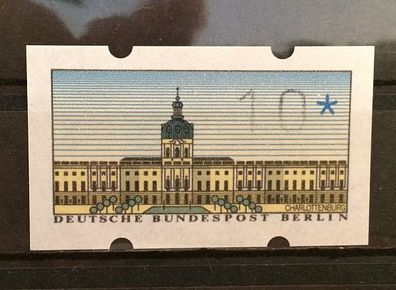 10*
CHARLOTTENBURG
DEUTSCHE BUNDESPOST BERLIN